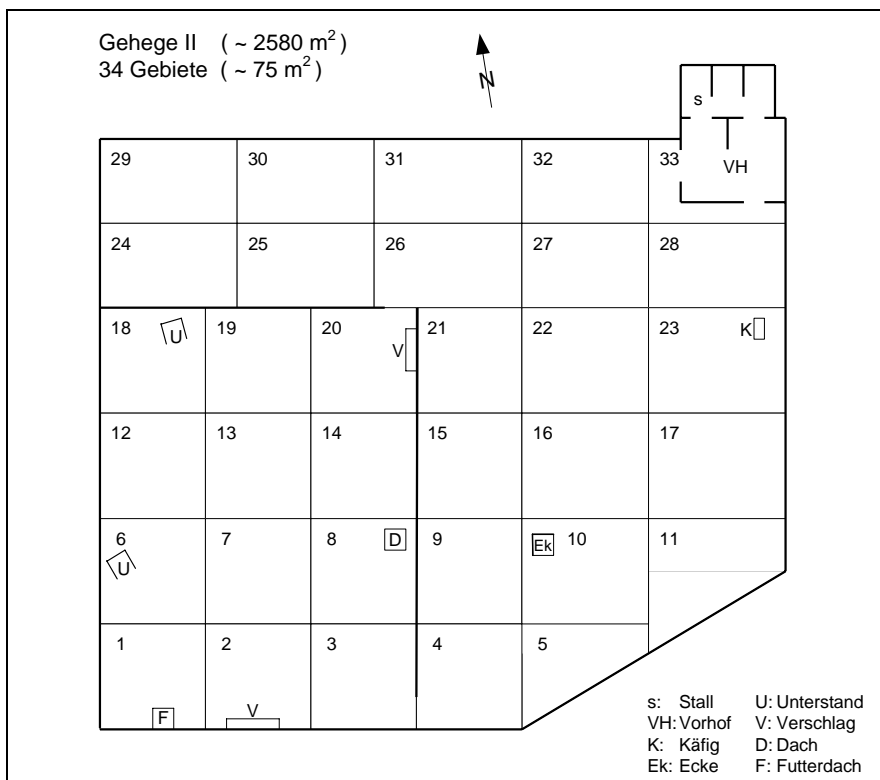 Gehege II ( ~ 2580 m²)
34 Gebiete ( ~ 75 m²)
N
s
29 30 31 32 33 VH
24 25 26 27 28
18 U 19 20 V 21 22 23 K
12 13 14 15 16 17
6 U 7 8 D 9 Ek 10 11
1 2 3 4 5
F V
s: Stall U: Unterstand
VH: Vorhof V: Verschlag
K: Käfig D: Dach
Ek: Ecke F: Futterdach